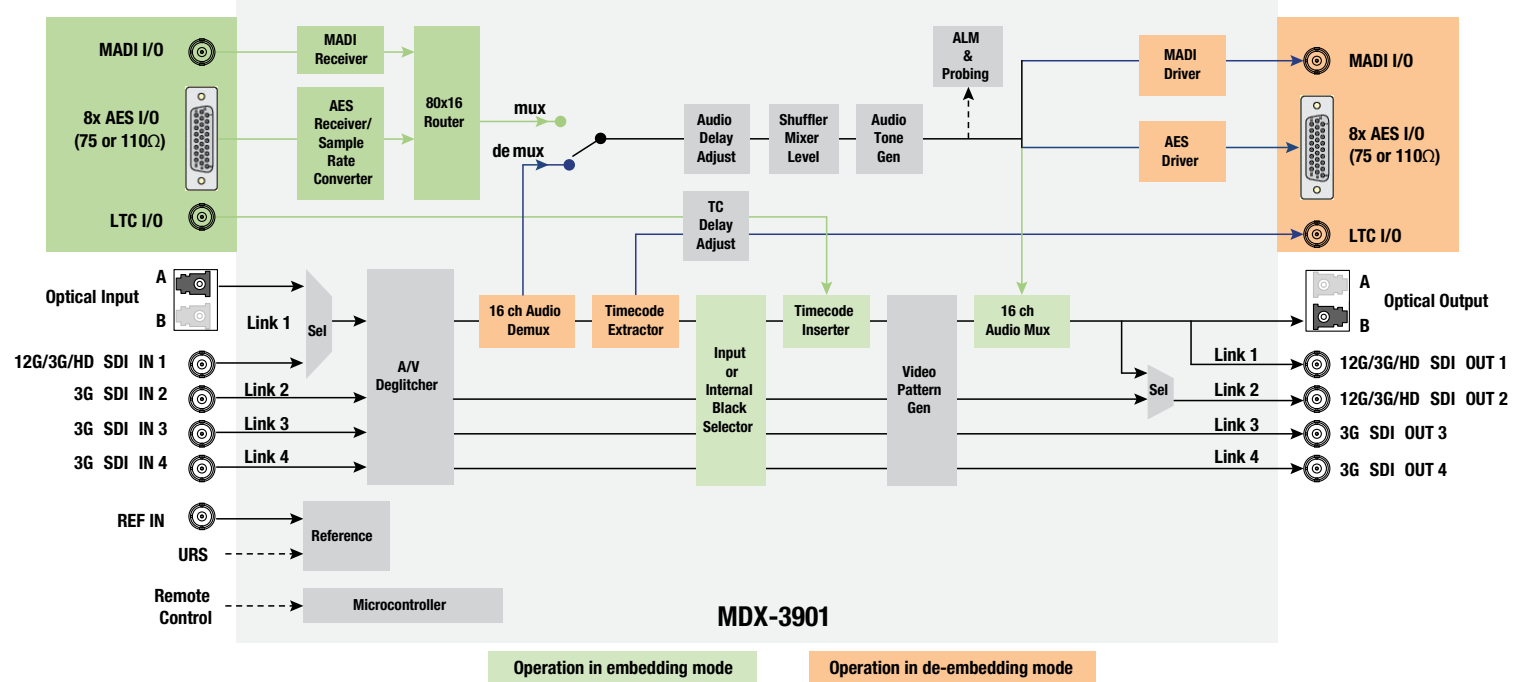 MADI I/O
8x AES I/O
(75 or 110Ω)
LTC I/O
MADI
Receiver
AES
Receiver/
Sample
Rate
Converter
80x16
Router
mux
de mux
Audio
Delay
Adjust
Shuffler
Mixer
Level
Audio
Tone
Gen
ALM
&
Probing
MADI
Driver
AES
Driver
MADI I/O
8x AES I/O
(75 or 110Ω)
LTC I/O
TC
Delay
Adjust
Optical Input
A
B
Link 1
Sel
12G/3G/HD SDI IN 1
3G SDI IN 2
Link 2
3G SDI IN 3
Link 3
3G SDI IN 4
Link 4
A/V
Deglitcher
16 ch Audio
Demux
Timecode
Extractor
Input
or
Internal
Black
Selector
Timecode
Inserter
Video
Pattern
Gen
16 ch
Audio Mux
Sel
A
B
Optical Output
Link 1
12G/3G/HD SDI OUT 1
Link 2
12G/3G/HD SDI OUT 2
Link 3
3G SDI OUT 3
Link 4
3G SDI OUT 4
REF IN
URS
Reference
Remote
Control
Microcontroller
MDX-3901
Operation in embedding mode
Operation in de-embedding mode